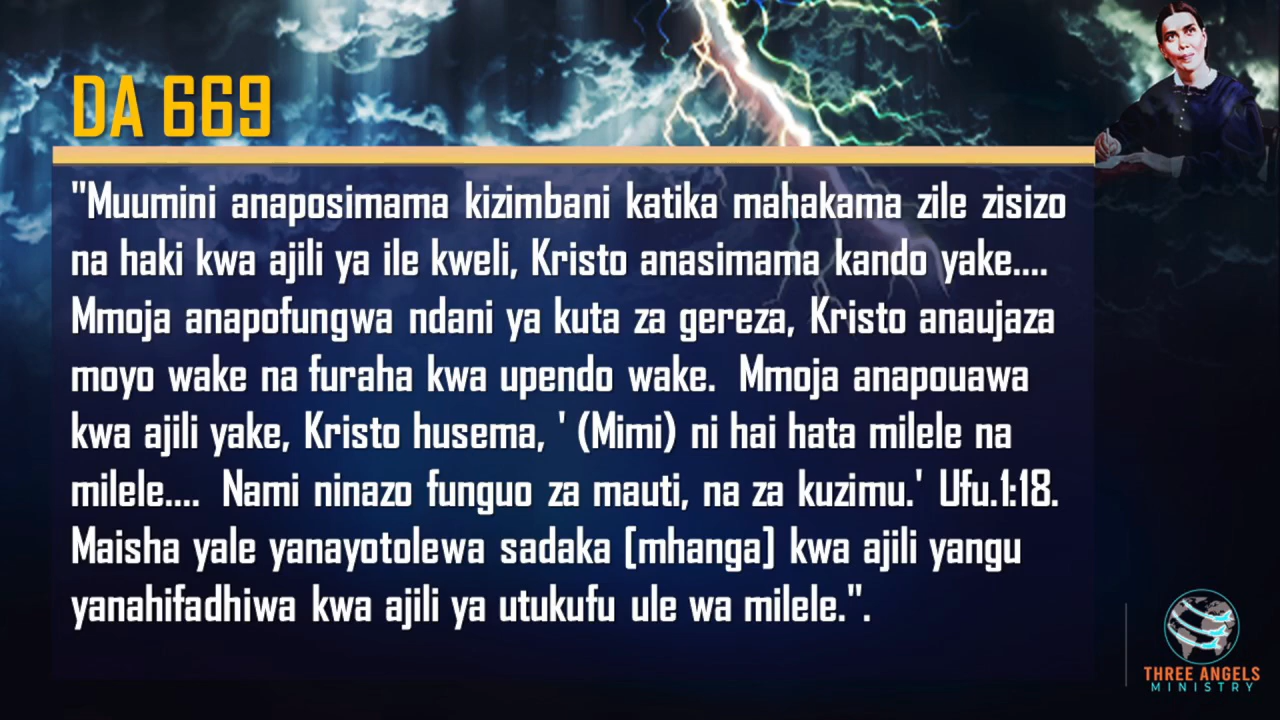 DA 669
"Muumini anaposimama kizimbani katika mahakama zile zisizo
na haki kwa ajili ya ile kweli, Kristo anasimama kando yake....
Mmoja anapofungwa ndani ya kuta za gereza, Kristo anaujaza
moyo wake na furaha kwa upendo wake. Mmoja anapouawa
kwa ajili yake, Kristo husema, ' (Mimi) ni hai hata milele na
milele.... Nami ninazo funguo za mauti, na za kuzimu.' Ufu.1:18.
Maisha yale yanayotolewa sadaka [mhanga] kwa ajili yangu
yanahifadhiwa kwa ajili ya utukufu ule wa milele.".
THREE ANGELS
MINISTRY